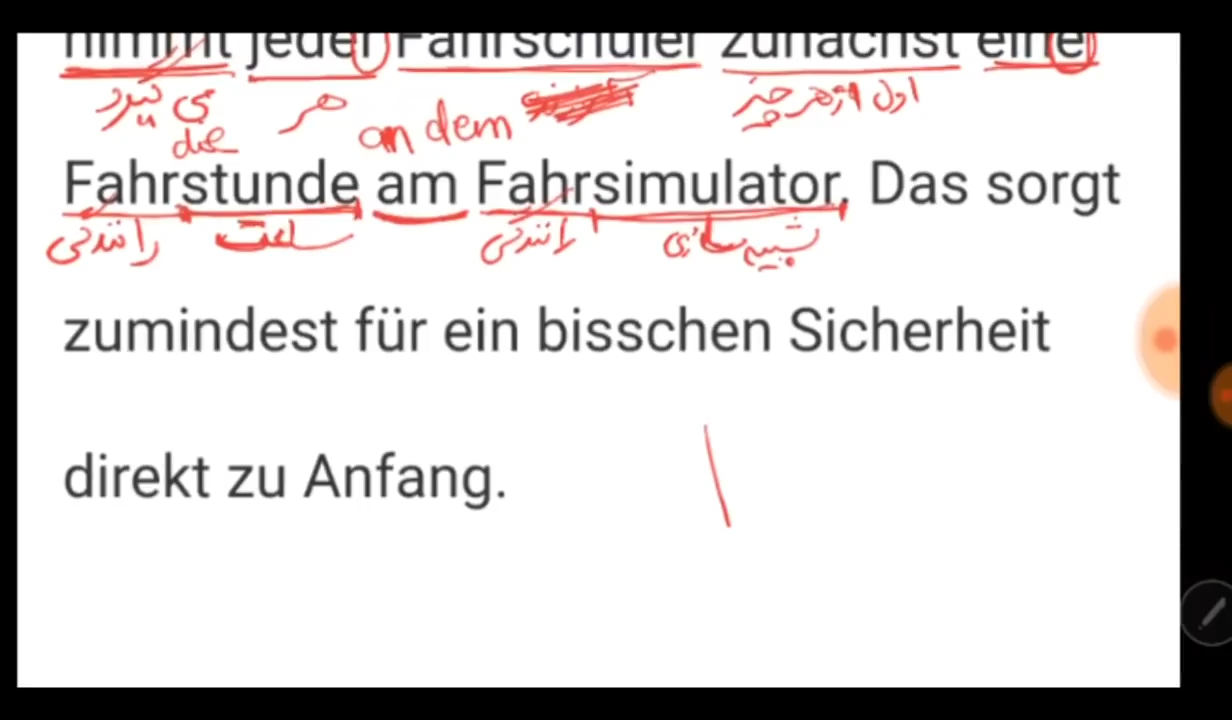 nimmt jeder Fahrschüler zunächst eine
می گیرد هر اول از هر چیز
die an dem
Fahrstunde am Fahrsimulator. Das sorgt
رانندگی ساعت رانندگی شبیه سازی
zumindest für ein bisschen Sicherheit
direkt zu Anfang.